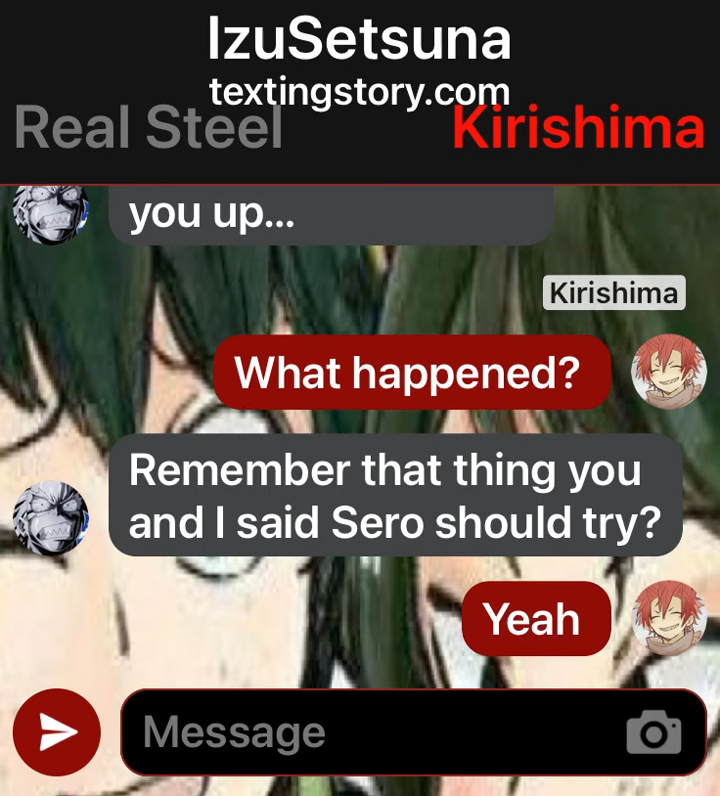 IzuSetsuna
textingstory.com
Real Steel
Kirishima
you up...
Kirishima
What happened?
Remember that thing you
and I said Sero should try?
Yeah
Message